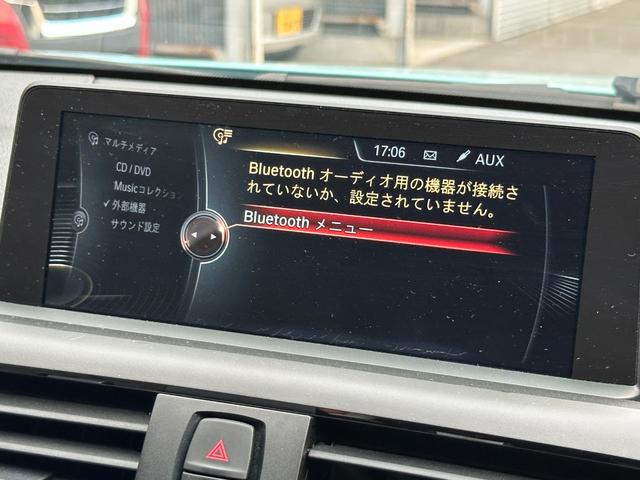 17:06
AUX
マルチメディア
CD / DVD
Musicコレクション
外部機器
サウンド設定
Bluetooth オーディオ用の機器が接続さ
れていないか、設定されていません。
Bluetooth メニュー